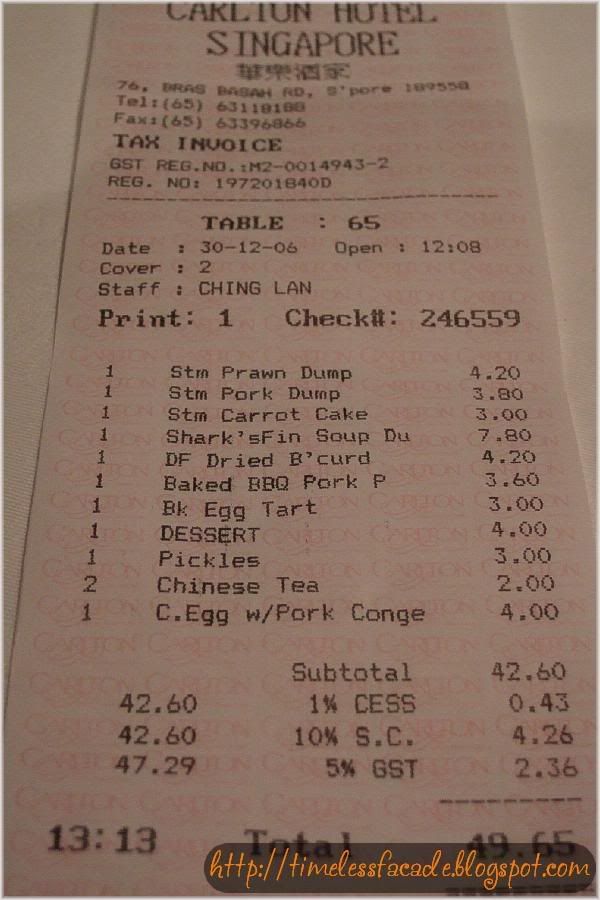 CARLTON HOTEL
SINGAPORE
華樂酒家
76, BRAS BASAH RD, S'pore 189558
Tel:(65) 63118188
Fax:(65) 63396866
TAX INVOICE
GST REG.NO.:M2-0014943-2
REG. NO: 197201840D
TABLE : 65
Date : 30-12-06 Open : 12:08
Cover : 2
Staff : CHING LAN
Print: 1 Check#: 246559
1 Stm Prawn Dump 4.20
1 Stm Pork Dump 3.80
1 Stm Carrot Cake 3.00
1 Shark'sFin Soup Du 7.80
1 DF Dried B'curd 4.20
1 Baked BBQ Pork P 3.60
1 Bk Egg Tart 3.00
1 DESSERT 4.00
1 Pickles 3.00
2 Chinese Tea 2.00
1 C.Egg w/Pork Conge 4.00
Subtotal 42.60
42.60 1% CESS 0.43
42.60 10% S.C. 4.26
47.29 5% GST 2.36
13:13 Total 49.65
http://timelessfacade.blogspot.com